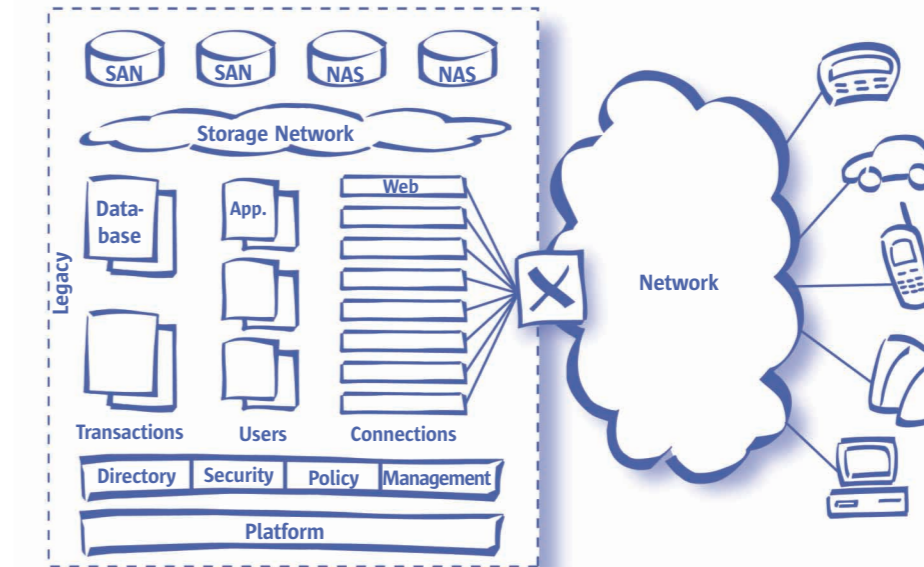 SAN
SAN
NAS
NAS
Storage Network
Web
Data-
base
App.
Legacy
Network
Transactions
Users
Connections
Directory
Security
Policy
Management
Platform